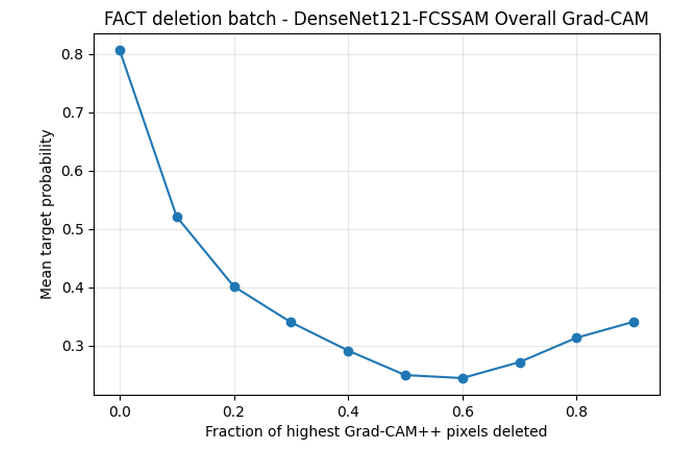 FACT deletion batch - DenseNet121-FCSSAM Overall Grad-CAM
Mean target probability
0.8
0.7
0.6
0.5
0.4
0.3
0.0 0.2 0.4 0.6 0.8
Fraction of highest Grad-CAM++ pixels deleted